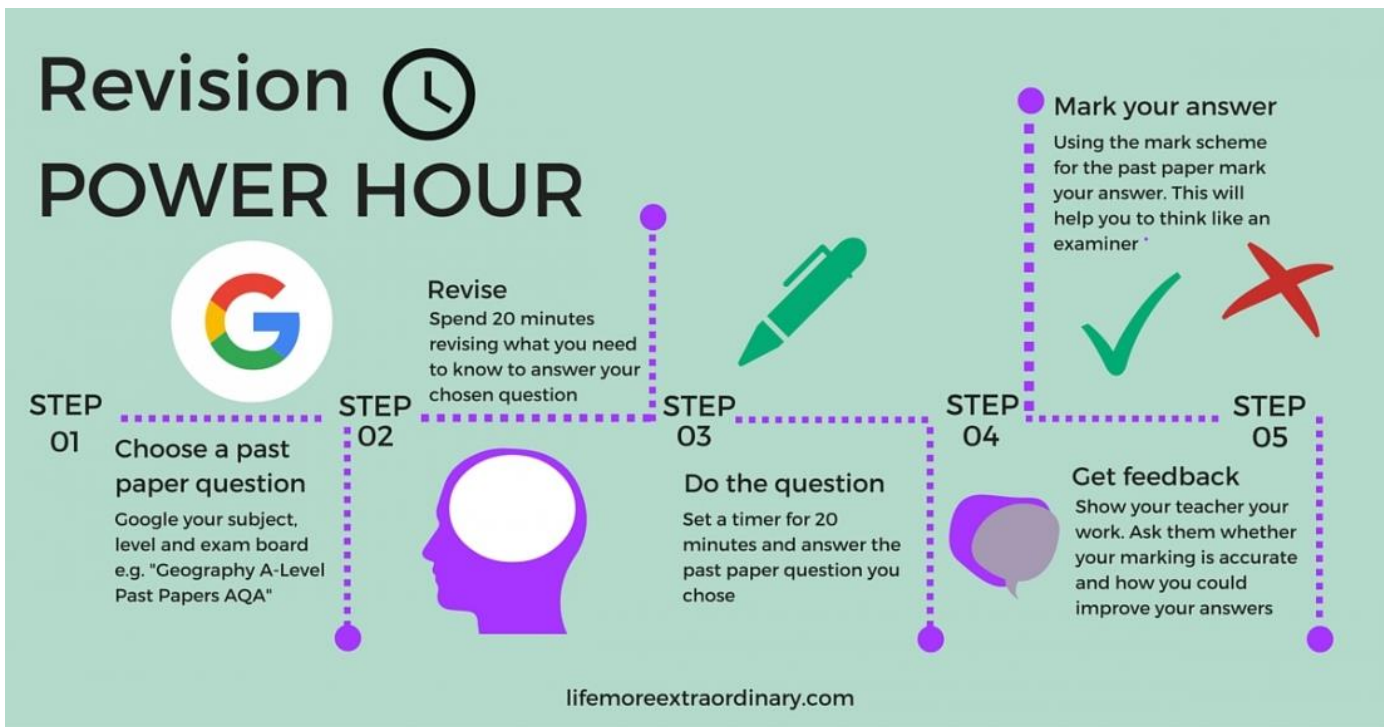 Revision
POWER HOUR
STEP
01
Choose a past
paper question
Google your subject,
level and exam board
e.g. "Geography A-Level
Past Papers AQA"
STEP
02
Revise
Spend 20 minutes
revising what you need
to know to answer your
chosen question
STEP
03
Do the question
Set a timer for 20
minutes and answer the
past paper question you
chose
STEP
04
Mark your answer
Using the mark scheme
for the past paper mark
your answer. This will
help you to think like an
examiner
STEP
05
Get feedback
Show your teacher your
work. Ask them whether
your marking is accurate
and how you could
improve your answers
lifemoreextraordinary.com